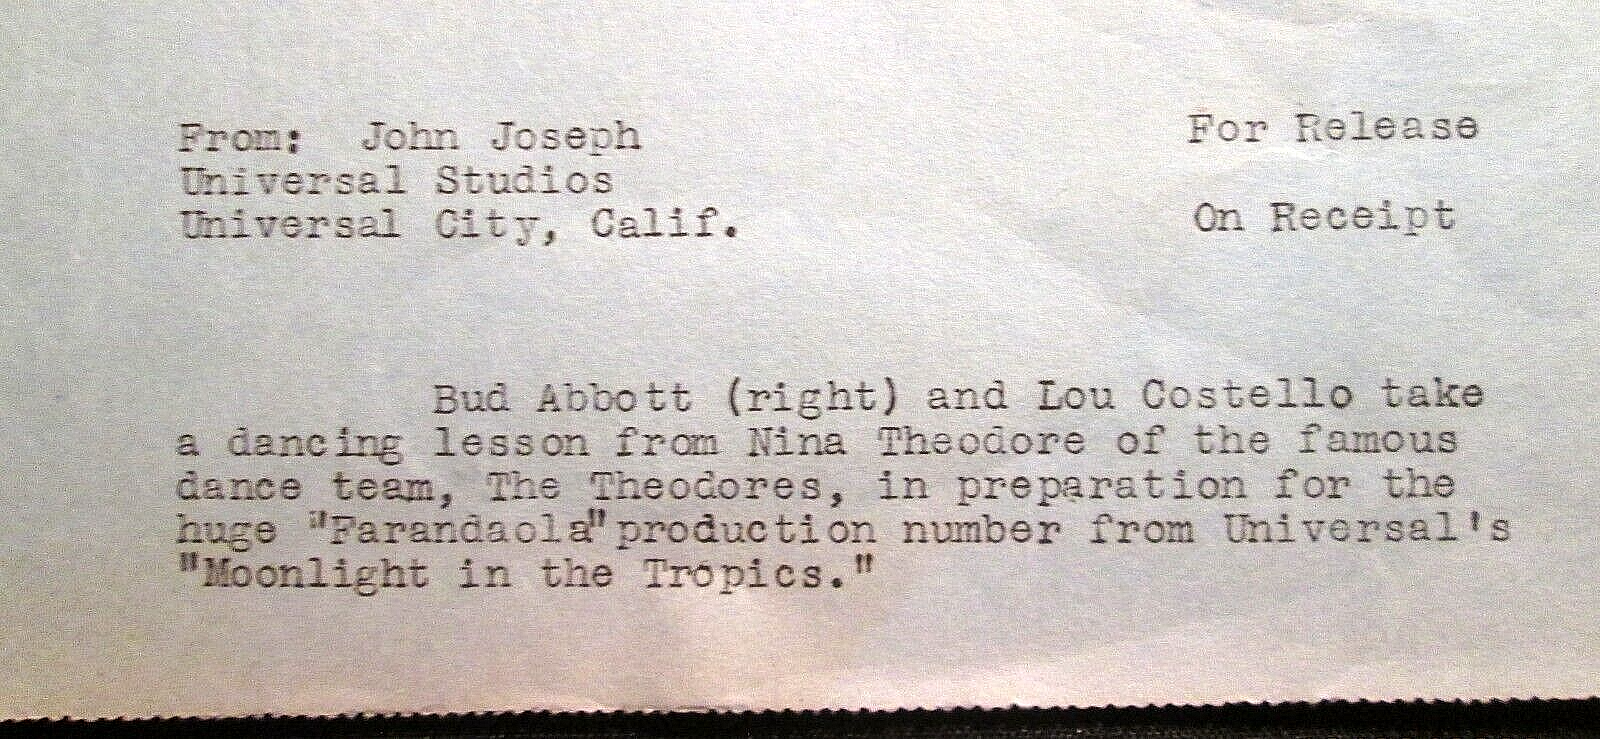 From: John Joseph
Universal Studios
Universal City, Calif.
For Release
On Receipt
Bud Abbott (right) and Lou Costello take
a dancing lesson from Nina Theodore of the famous
dance team, The Theodores, in preparation for the
huge "Farandaola" production number from Universal's
"Moonlight in the Tropics."